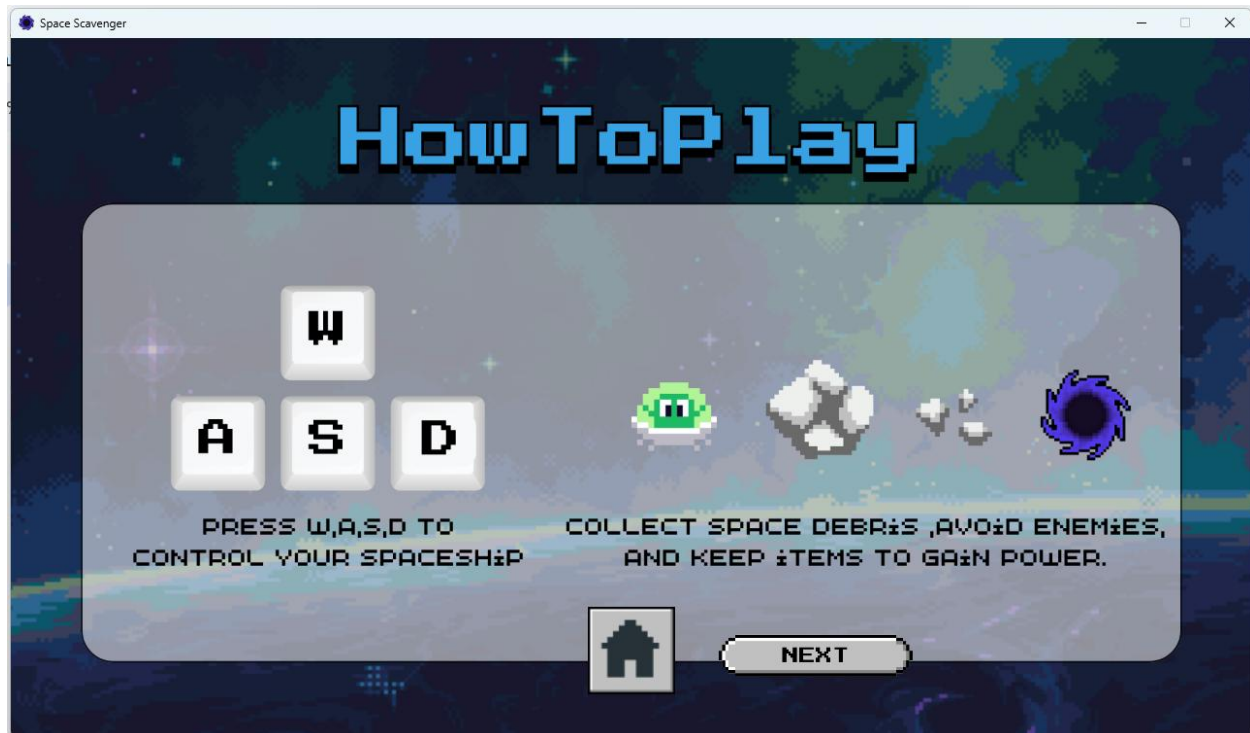 Space Scavenger
HowToPlay
W
A S D
PRESS W,A,S,D TO
CONTROL YOUR SPACESHiP
COLLECT SPACE DEBRiS ,AVOiD ENEMiES,
AND KEEP iTEMS TO GAiN POWER.
NEXT